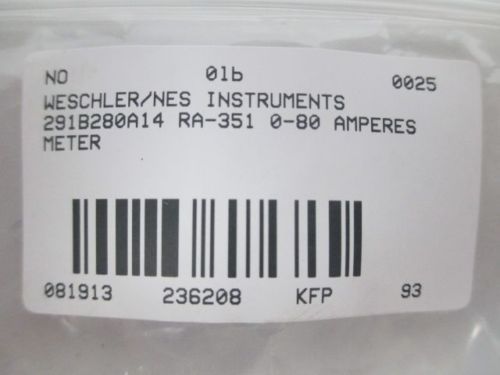 NO 01b 0025
WESCHLER/NES INSTRUMENTS
291B280A14 RA-351 0-80 AMPERES
METER
081913 236208 KFP 93